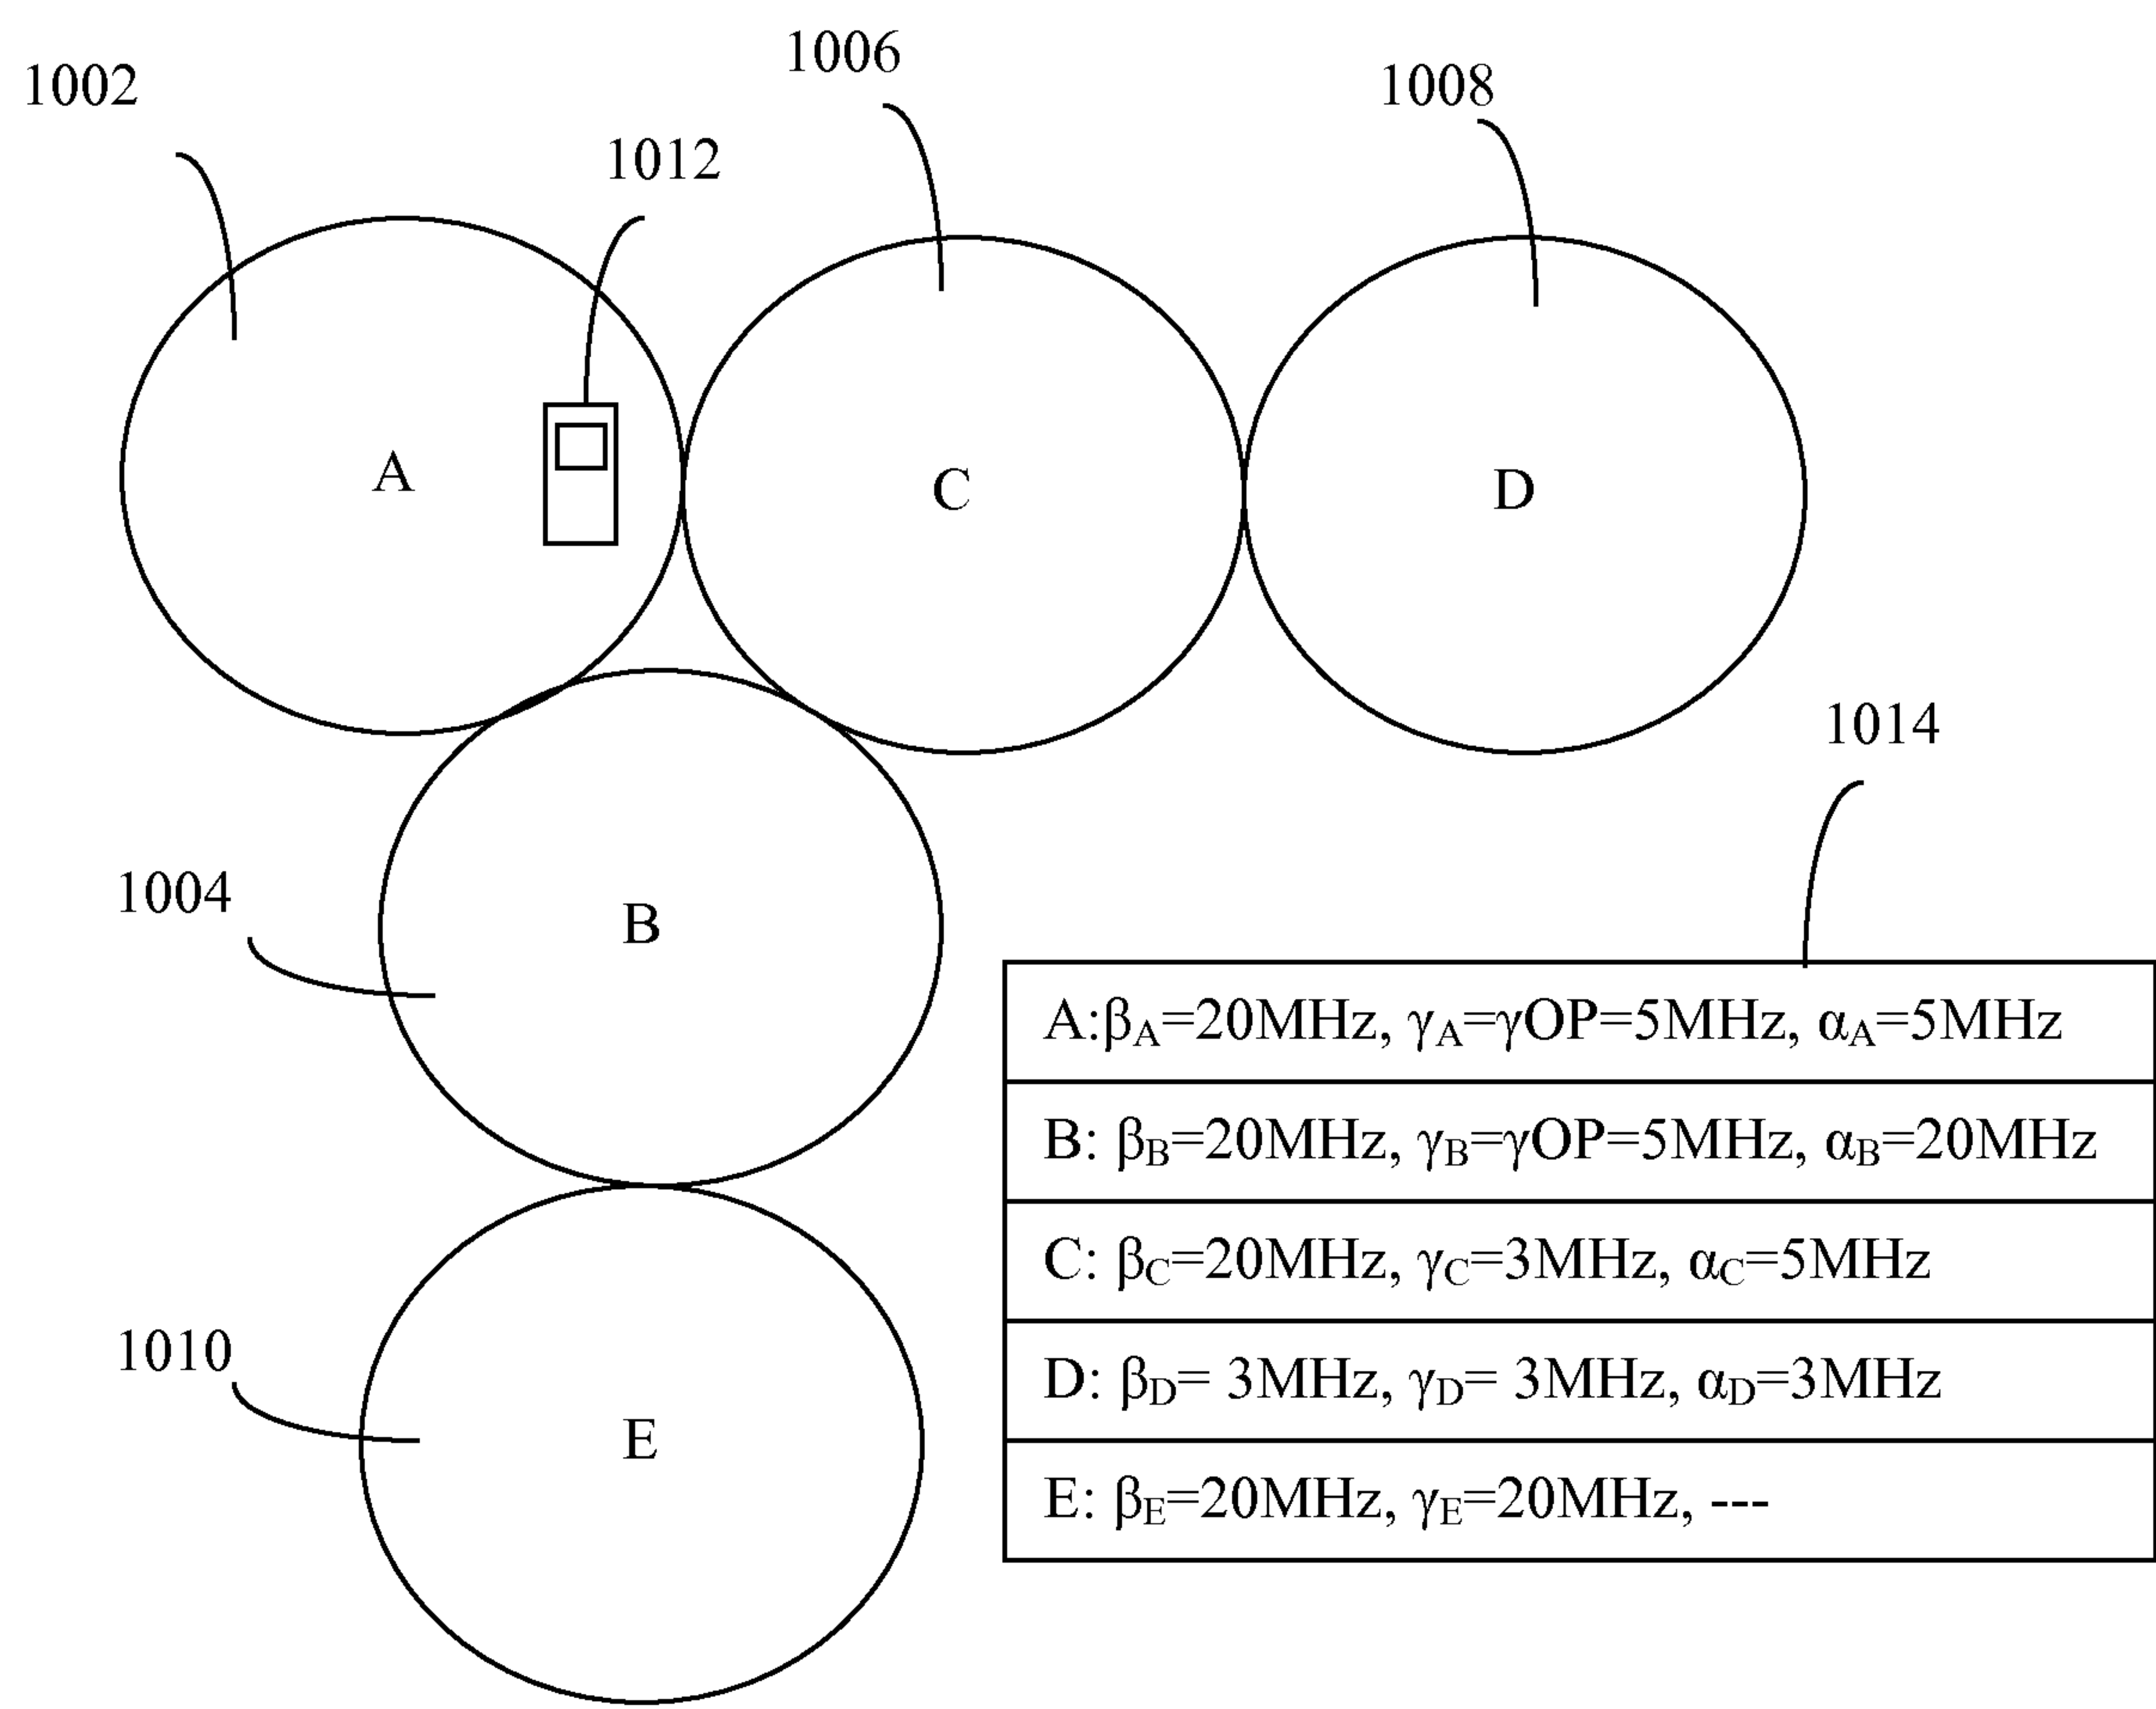 1006
1002
1008
1012
A
C
D
1014
1004
B
A:βA=20MHz, γA=γOP=5MHz, αA=5MHz
B: βB=20MHz, γB=γOP=5MHz, αB=20MHz
C: βC=20MHz, γC=3MHz, αC=5MHz
1010
D: βD= 3MHz, γD= 3MHz, αD=3MHz
E
E: βE=20MHz, γE=20MHz, ---